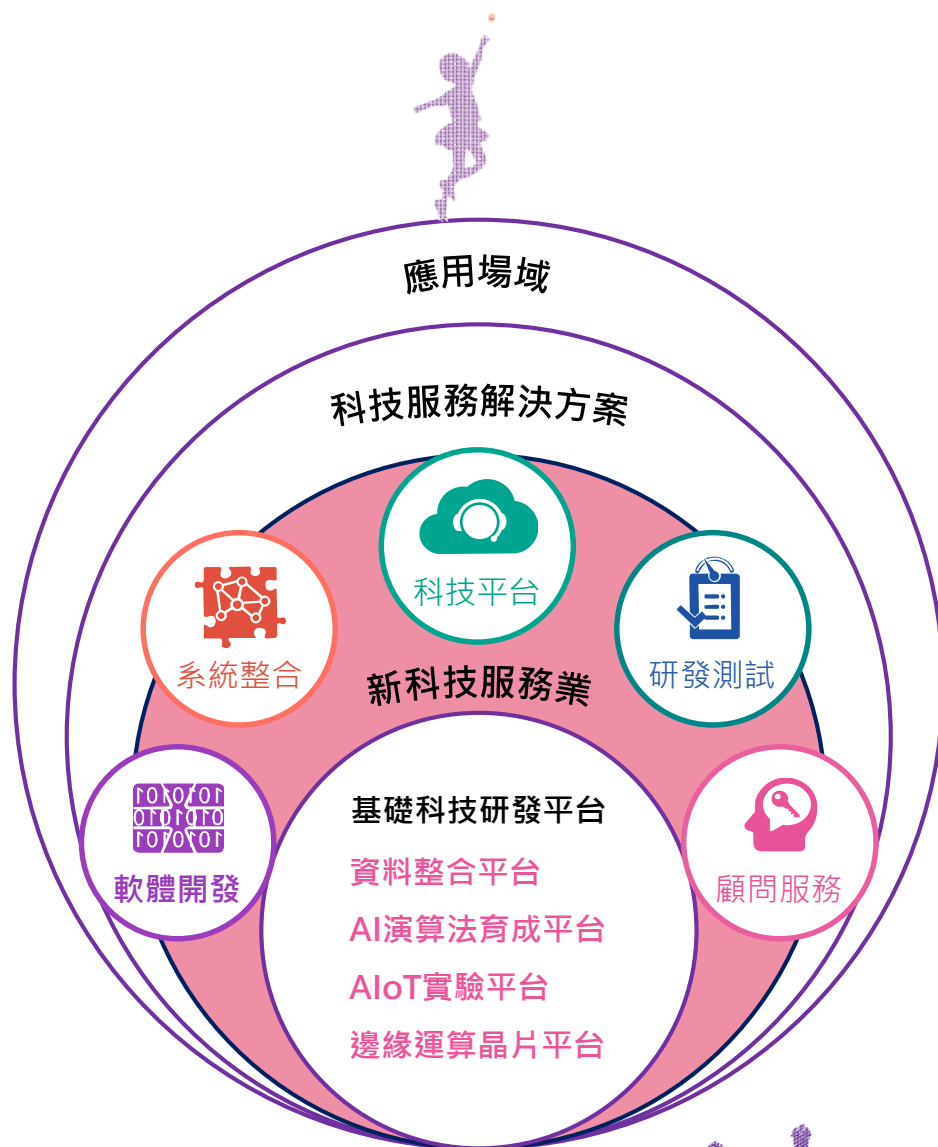 應用場域
科技服務解決方案
科技平台
系統整合
研發測試
新科技服務業
軟體開發
顧問服務
基礎科技研發平台
資料整合平台
AI演算法育成平台
AIoT實驗平台
邊緣運算晶片平台